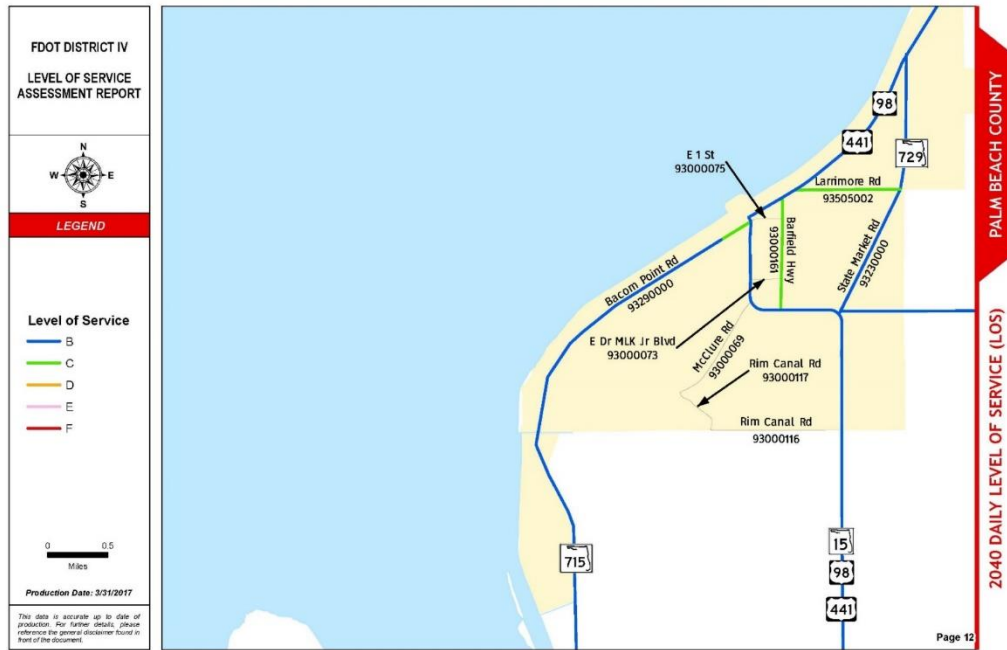 FDOT DISTRICT IV
LEVEL OF SERVICE
ASSESSMENT REPORT
N
W
E
S
LEGEND
Level of Service
B
C
D
E
F
0
0.5
Miles
Production Date: 3/31/2017
This data is accurate up to date of
production. For further details, please
reference the general disclaimer found in
front of the document.
98
441
729
E 1 St
93000075
Larrimore Rd
93505002
Barfield Hwy
93000161
State Market Rd
93230000
Bacom Point Rd
93290000
E Dr MLK Jr Blvd
93000073
McClure Rd
93000069
Rim Canal Rd
93000117
Rim Canal Rd
93000116
715
15
98
441
Page 12
PALM BEACH COUNTY
2040 DAILY LEVEL OF SERVICE (LOS)